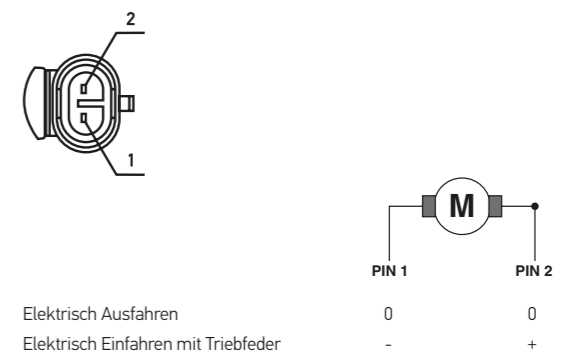 2
1
M
PIN 1 PIN 2
Elektrisch Ausfahren 0 0
Elektrisch Einfahren mit Triebfeder - +